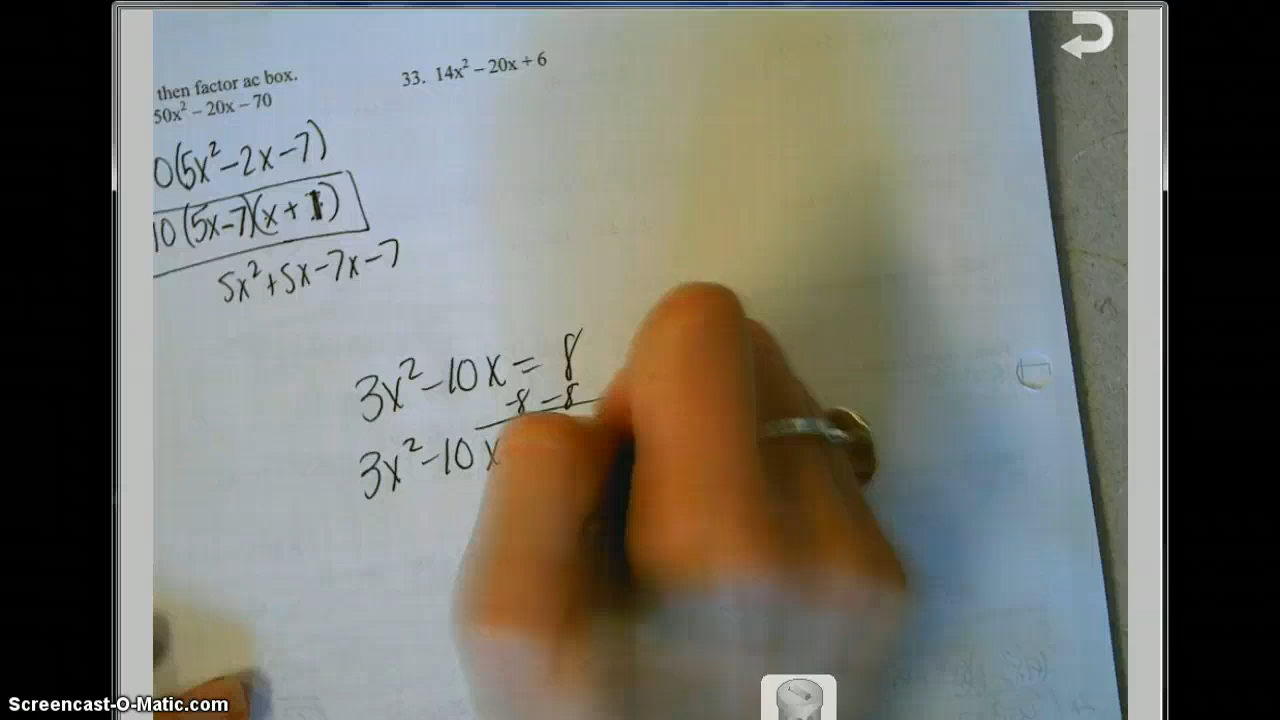 then factor ac box.
50x² – 20x – 70
33. 14x² – 20x + 6
0(5x² – 2x – 7)
10(5x – 7)(x + 1)
5x² + 5x – 7x – 7
3x² – 10x = 8
-8 -8
3x² – 10x
Screencast-O-Matic.com